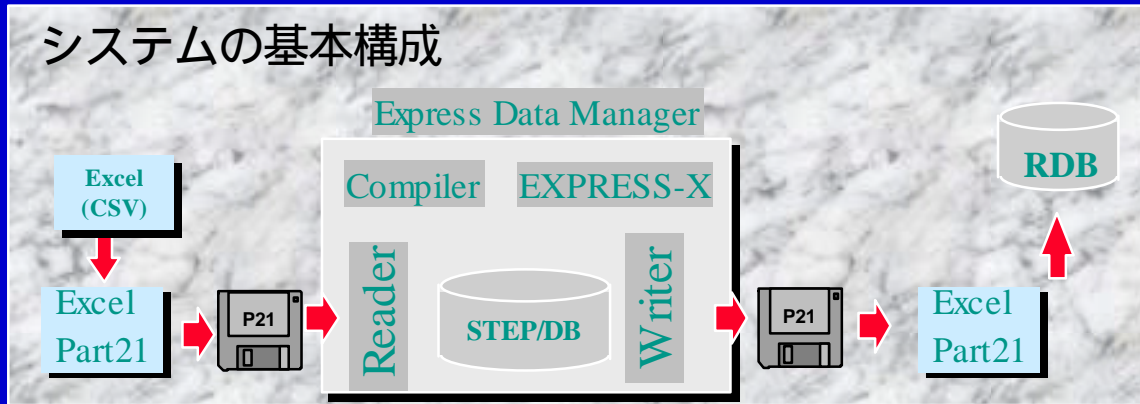 システムの基本構成
Express Data Manager
Excel
(CSV)
Excel
Part21
P21
Compiler
EXPRESS-X
Reader
STEP/DB
Writer
P21
Excel
Part21
RDB